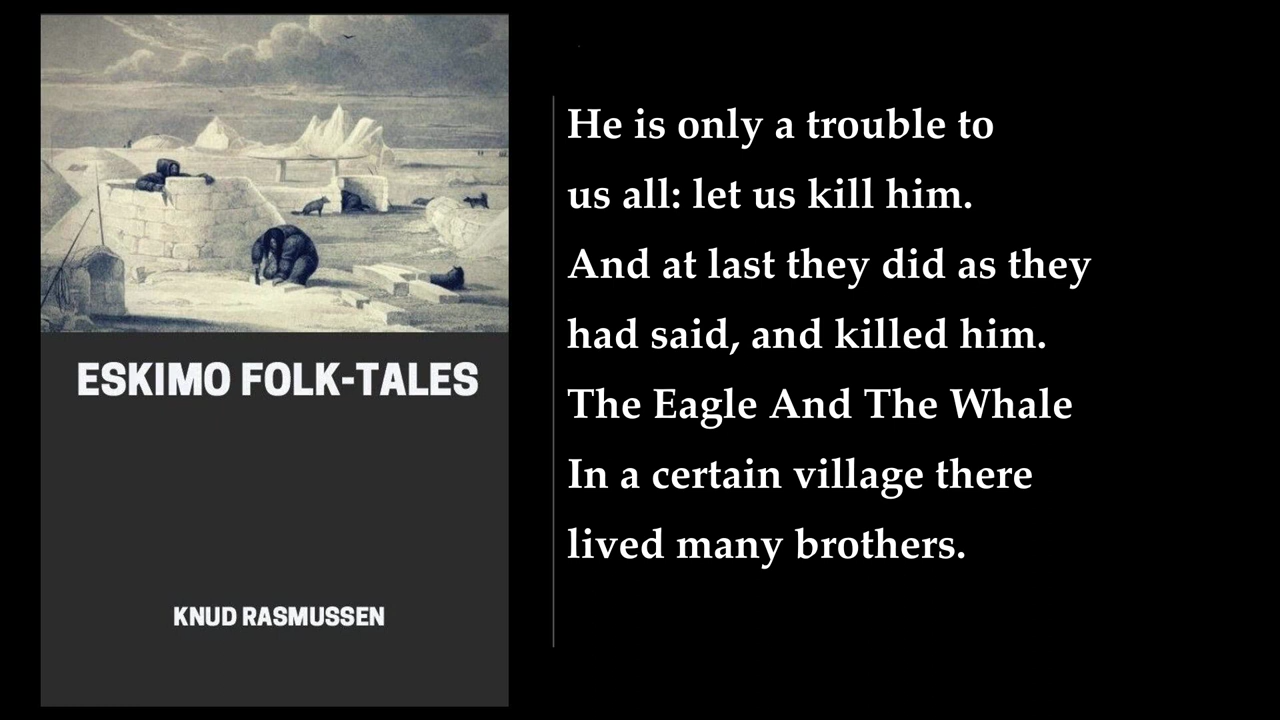 ESKIMO FOLK-TALES
KNUD RASMUSSEN
He is only a trouble to
us all: let us kill him.
And at last they did as they
had said, and killed him.
The Eagle And The Whale
In a certain village there
lived many brothers.